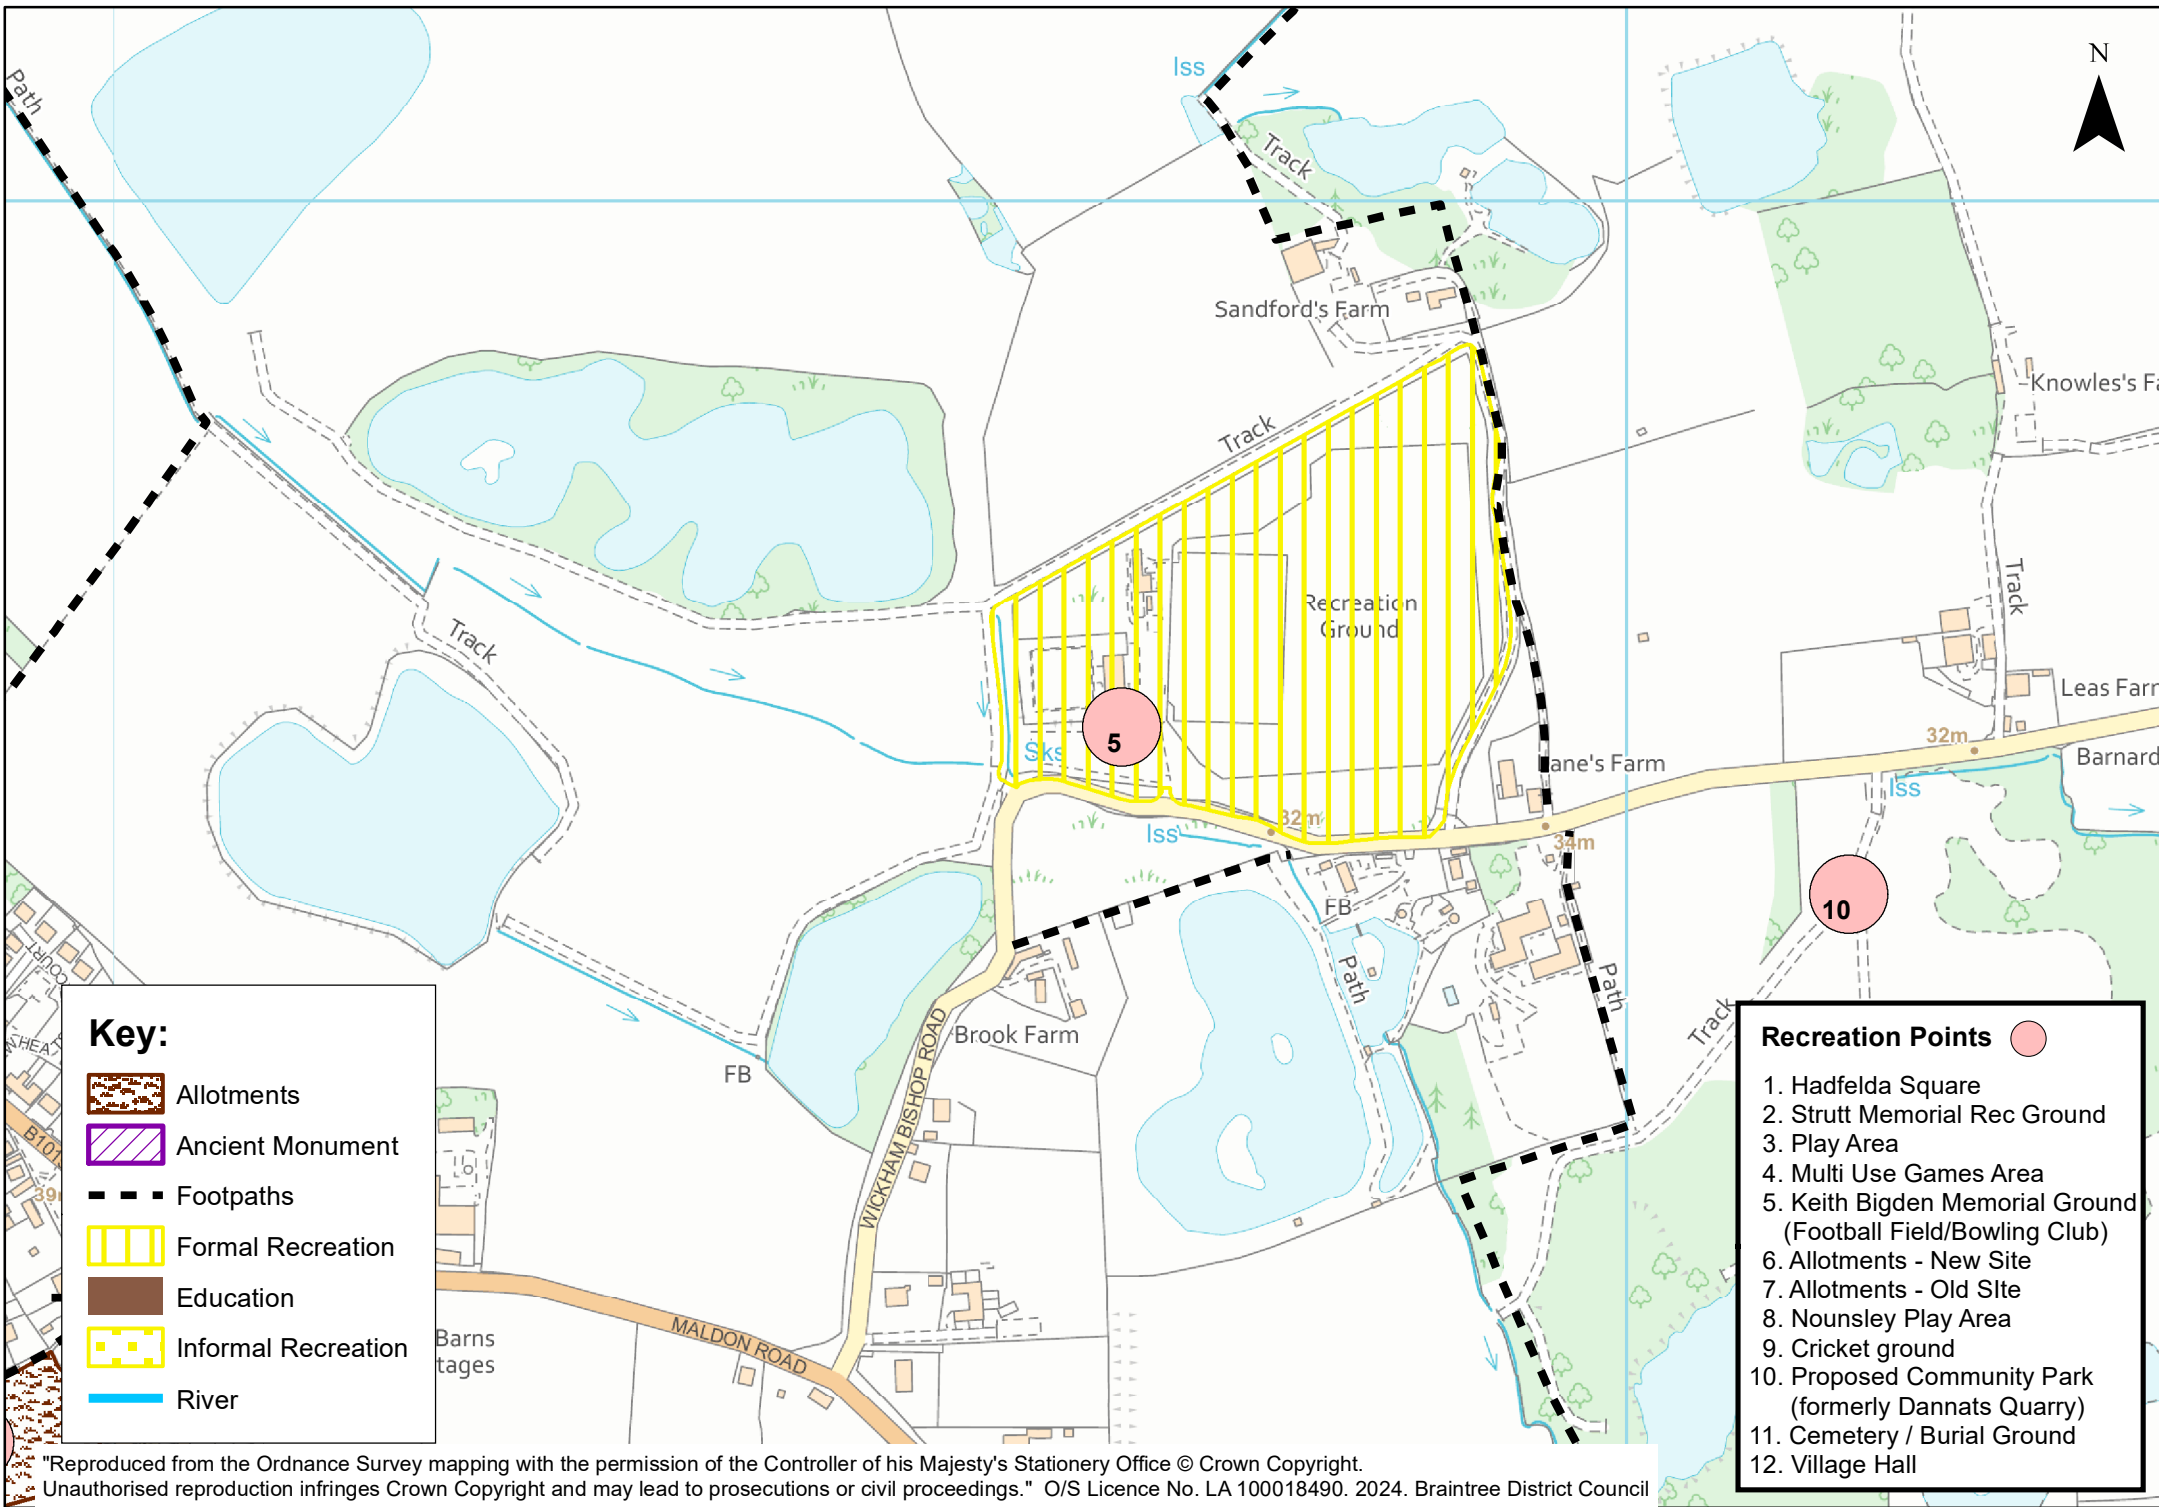 Path
Iss
N
Track
Sandford's Farm
Knowles's Fa
Track
Recreation
Ground
Track
Track
Leas Farm
32m
Sks
5
Lane's Farm
Barnard
Iss
Iss
32m
34m
10
FB
COURT
Path
Path
Brook Farm
Track
FB
WICKHAM BISHOP ROAD
B101
39m
MALDON ROAD
Barns
tages
Key:
Allotments
Ancient Monument
Footpaths
Formal Recreation
Education
Informal Recreation
River
Recreation Points
1. Hadfelda Square
2. Strutt Memorial Rec Ground
3. Play Area
4. Multi Use Games Area
5. Keith Bigden Memorial Ground
(Football Field/Bowling Club)
6. Allotments - New Site
7. Allotments - Old SIte
8. Nounsley Play Area
9. Cricket ground
10. Proposed Community Park
(formerly Dannats Quarry)
11. Cemetery / Burial Ground
12. Village Hall
"Reproduced from the Ordnance Survey mapping with the permission of the Controller of his Majesty's Stationery Office © Crown Copyright.
Unauthorised reproduction infringes Crown Copyright and may lead to prosecutions or civil proceedings." O/S Licence No. LA 100018490. 2024. Braintree District Council